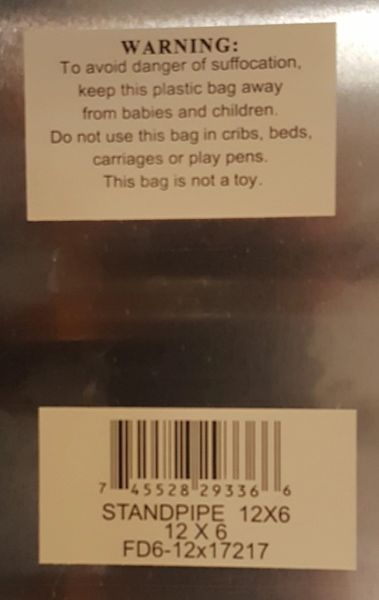 WARNING:
To avoid danger of suffocation,
keep this plastic bag away
from babies and children.
Do not use this bag in cribs, beds,
carriages or play pens.
This bag is not a toy.
7 45528 29336 6
STANDPIPE 12X6
12 X 6
FD6-12x17217